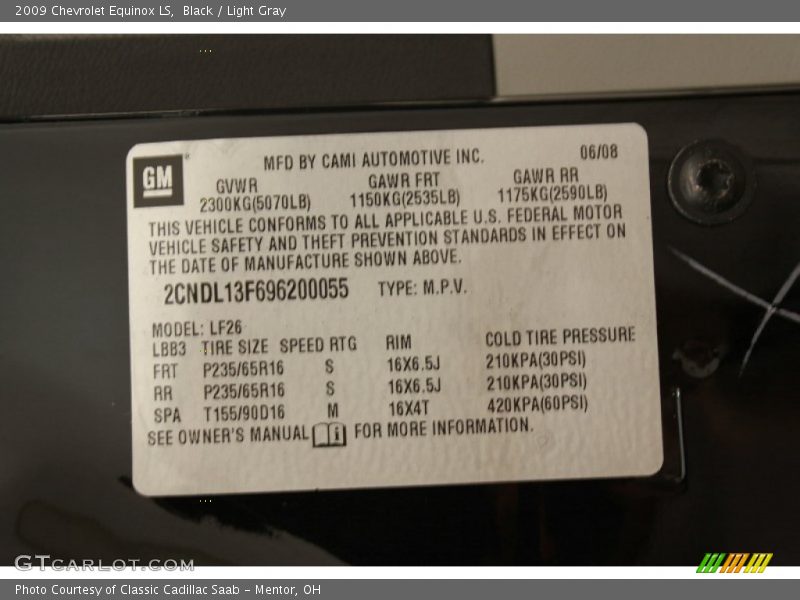 2009 Chevrolet Equinox LS,  Black / Light Gray
MFD BY CAMI AUTOMOTIVE INC. 06/08
GM
GVWR GAWR FRT GAWR RR
2300KG(5070LB) 1150KG(2535LB) 1175KG(2590LB)
THIS VEHICLE CONFORMS TO ALL APPLICABLE U.S. FEDERAL MOTOR
VEHICLE SAFETY AND THEFT PREVENTION STANDARDS IN EFFECT ON
THE DATE OF MANUFACTURE SHOWN ABOVE.
2CNDL13F696200055 TYPE: M.P.V.
MODEL: LF26
LBB3 TIRE SIZE SPEED RTG RIM COLD TIRE PRESSURE
FRT P235/65R16 S 16X6.5J 210KPA(30PSI)
RR P235/65R16 S 16X6.5J 210KPA(30PSI)
SPA T155/90D16 M 16X4T 420KPA(60PSI)
SEE OWNER'S MANUAL i FOR MORE INFORMATION.
GTCARLOT.COM
Photo Courtesy of Classic Cadillac Saab - Mentor, OH